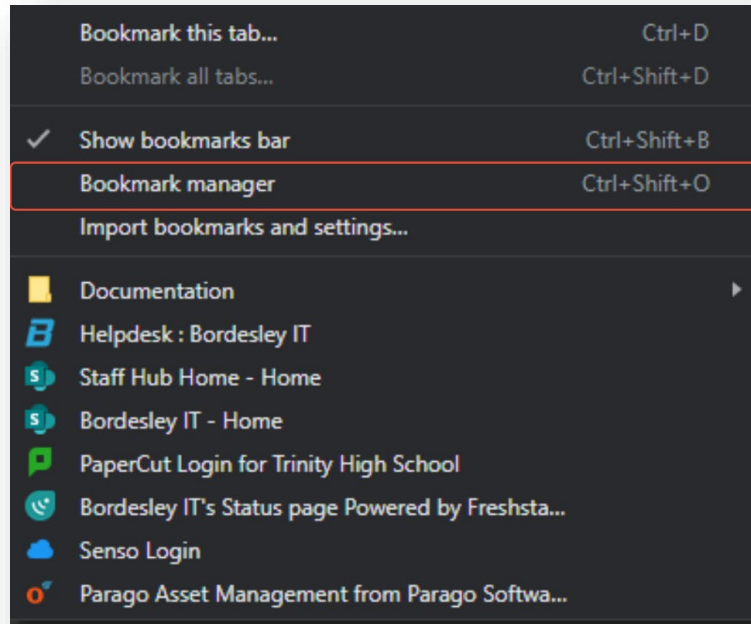 Bookmark this tab... Ctrl+D
Bookmark all tabs... Ctrl+Shift+D
Show bookmarks bar Ctrl+Shift+B
Bookmark manager Ctrl+Shift+O
Import bookmarks and settings...
Documentation
Helpdesk : Bordesley IT
Staff Hub Home - Home
Bordesley IT - Home
PaperCut Login for Trinity High School
Bordesley IT's Status page Powered by Freshsta...
Senso Login
Parago Asset Management from Parago Softwa...